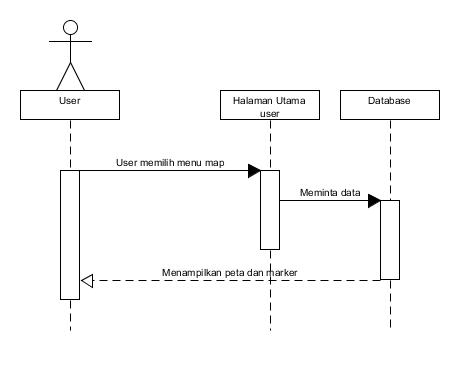 User
Halaman Utama
user
Database
User memilih menu map
Meminta data
Menampilkan peta dan marker